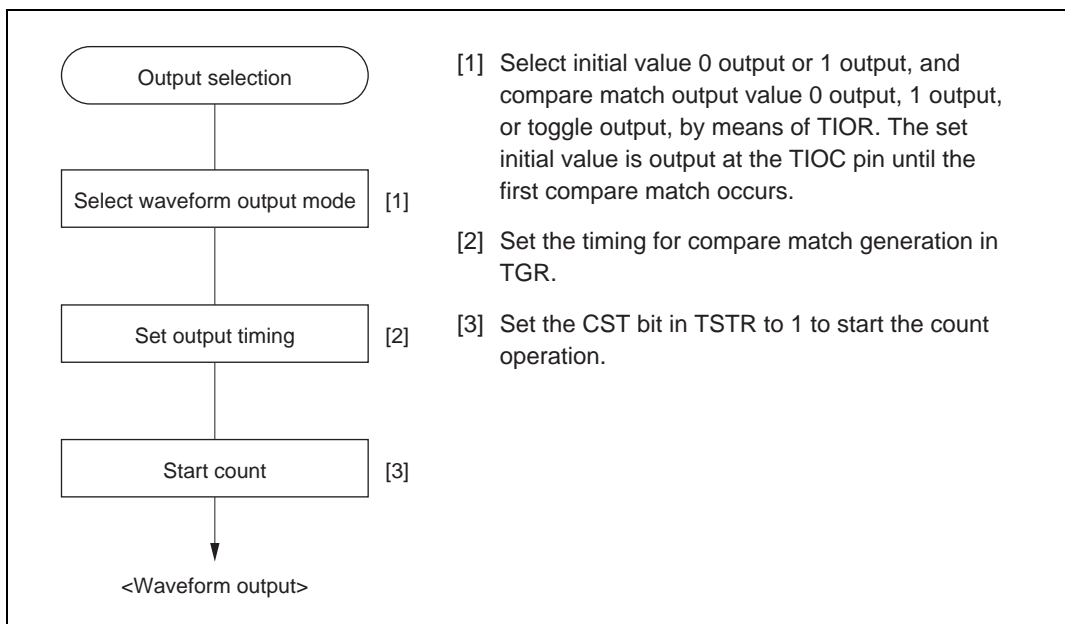 Output selection
Select waveform output mode [1]
Set output timing [2]
Start count [3]
<Waveform output>
[1] Select initial value 0 output or 1 output, and
compare match output value 0 output, 1 output,
or toggle output, by means of TIOR. The set
initial value is output at the TIOC pin until the
first compare match occurs.
[2] Set the timing for compare match generation in
TGR.
[3] Set the CST bit in TSTR to 1 to start the count
operation.